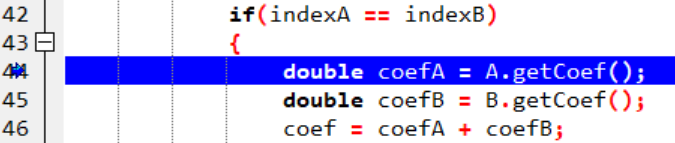 42 if(indexA == indexB)
43 {
44 double coefA = A.getCoef();
45 double coefB = B.getCoef();
46 coef = coefA + coefB;